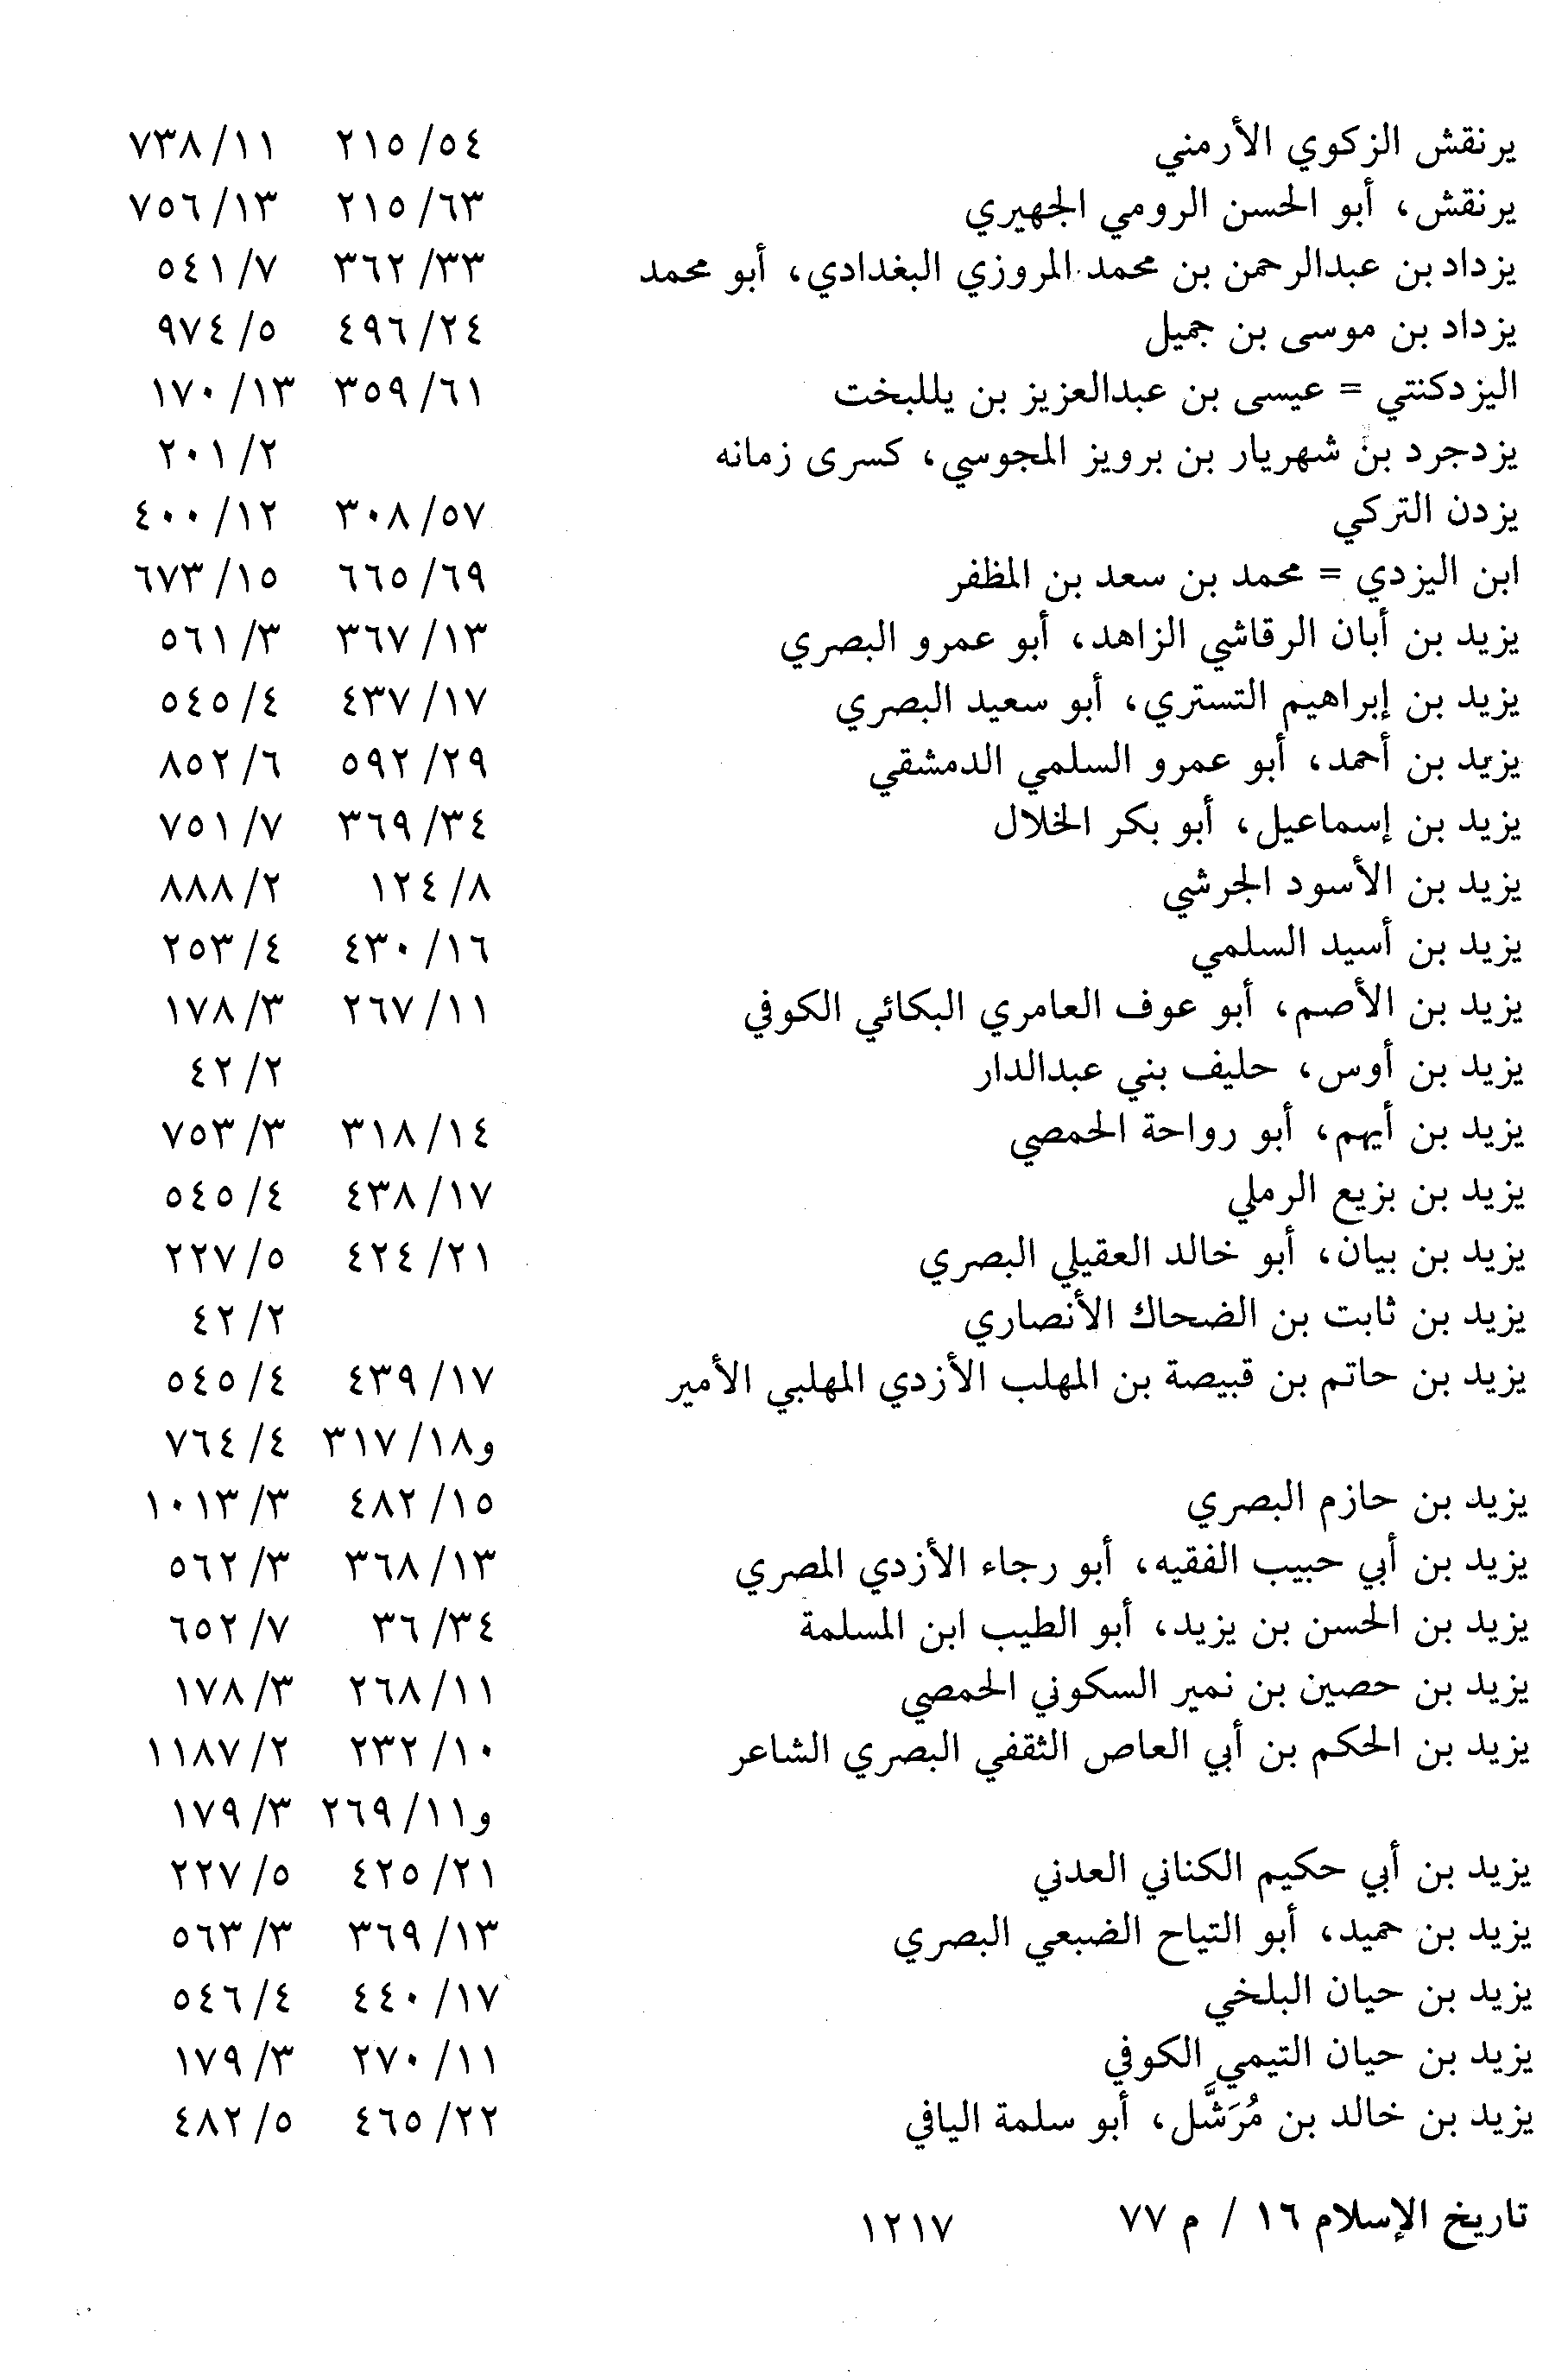 يرنقش الزكوي الأرمني ٥٤/ ٢١٥ ١١/ ٧٣٨
يرنقش، أبو الحسن الرومي الجهيري ٦٣/ ٢١٥ ١٣/ ٧٥٦
يزداد بن عبدالرحمن بن محمد المروزي البغدادي، أبو محمد ٣٣/ ٣٦٢ ٧/ ٥٤١
يزداد بن موسى بن جميل ٢٤/ ٤٩٦ ٥/ ٩٧٤
اليزدكنتي = عيسى بن عبدالعزيز بن يللبخت ٦١/ ٣٥٩ ١٣/ ١٧٠
يزدجرد بن شهريار بن برويز المجوسي، كسرى زمانه ٢/ ٢٠١
يزدن التركي ٥٧/ ٣٠٨ ١٢/ ٤٠٠
ابن اليزدي = محمد بن سعد بن المظفر ٦٩/ ٦٦٥ ١٥/ ٦٧٣
يزيد بن أبان الرقاشي الزاهد، أبو عمرو البصري ١٣/ ٣٦٧ ٣/ ٥٦١
يزيد بن إبراهيم التستري، أبو سعيد البصري ١٧/ ٤٣٧ ٤/ ٥٤٥
يزيد بن أحمد، أبو عمرو السلمي الدمشقي ٢٩/ ٥٩٢ ٦/ ٨٥٢
يزيد بن إسماعيل، أبو بكر الخلال ٣٤/ ٣٦٩ ٧/ ٧٥١
يزيد بن الأسود الجرشي ٨/ ١٢٤ ٢/ ٨٨٨
يزيد بن أسيد السلمي ١٦/ ٤٣٠ ٤/ ٢٥٣
يزيد بن الأصم، أبو عوف العامري البكائي الكوفي ١١/ ٢٦٧ ٣/ ١٧٨
يزيد بن أوس، حليف بني عبدالدار ٢/ ٤٢
يزيد بن أيهم، أبو رواحة الحمصي ١٤/ ٣١٨ ٣/ ٧٥٣
يزيد بن بزيع الرملي ١٧/ ٤٣٨ ٤/ ٥٤٥
يزيد بن بيان، أبو خالد العقيلي البصري ٢١/ ٤٢٤ ٥/ ٢٢٧
يزيد بن ثابت بن الضحاك الأنصاري ٢/ ٤٢
يزيد بن حاتم بن قبيصة بن المهلب الأزدي المهلبي الأمير ١٧/ ٤٣٩ ٤/ ٥٤٥
و١٨/ ٣١٧ ٤/ ٧٦٤
يزيد بن حازم البصري ١٥/ ٤٨٢ ٣/ ١٠١٣
يزيد بن أبي حبيب الفقيه، أبو رجاء الأزدي المصري ١٣/ ٣٦٨ ٣/ ٥٦٢
يزيد بن الحسن بن يزيد، أبو الطيب ابن المسلمة ٣٤/ ٣٦ ٧/ ٦٥٢
يزيد بن حصين بن نمير السكوني الحمصي ١١/ ٢٦٨ ٣/ ١٧٨
يزيد بن الحكم بن أبي العاص الثقفي البصري الشاعر ١٠/ ٢٣٢ ٢/ ١١٨٧
و١١/ ٢٦٩ ٣/ ١٧٩
يزيد بن أبي حكيم الكناني العدني ٢١/ ٤٢٥ ٥/ ٢٢٧
يزيد بن حميد، أبو التياح الضبعي البصري ١٣/ ٣٦٩ ٣/ ٥٦٣
يزيد بن حيان البلخي ١٧/ ٤٤٠ ٤/ ٥٤٦
يزيد بن حيان التيمي الكوفي ١١/ ٢٧٠ ٣/ ١٧٩
يزيد بن خالد بن مُرَشَّل، أبو سلمة اليافي ٢٢/ ٤٦٥ ٥/ ٤٨٢
تاريخ الإسلام ١٦ / م ٧٧ ١٢١٧